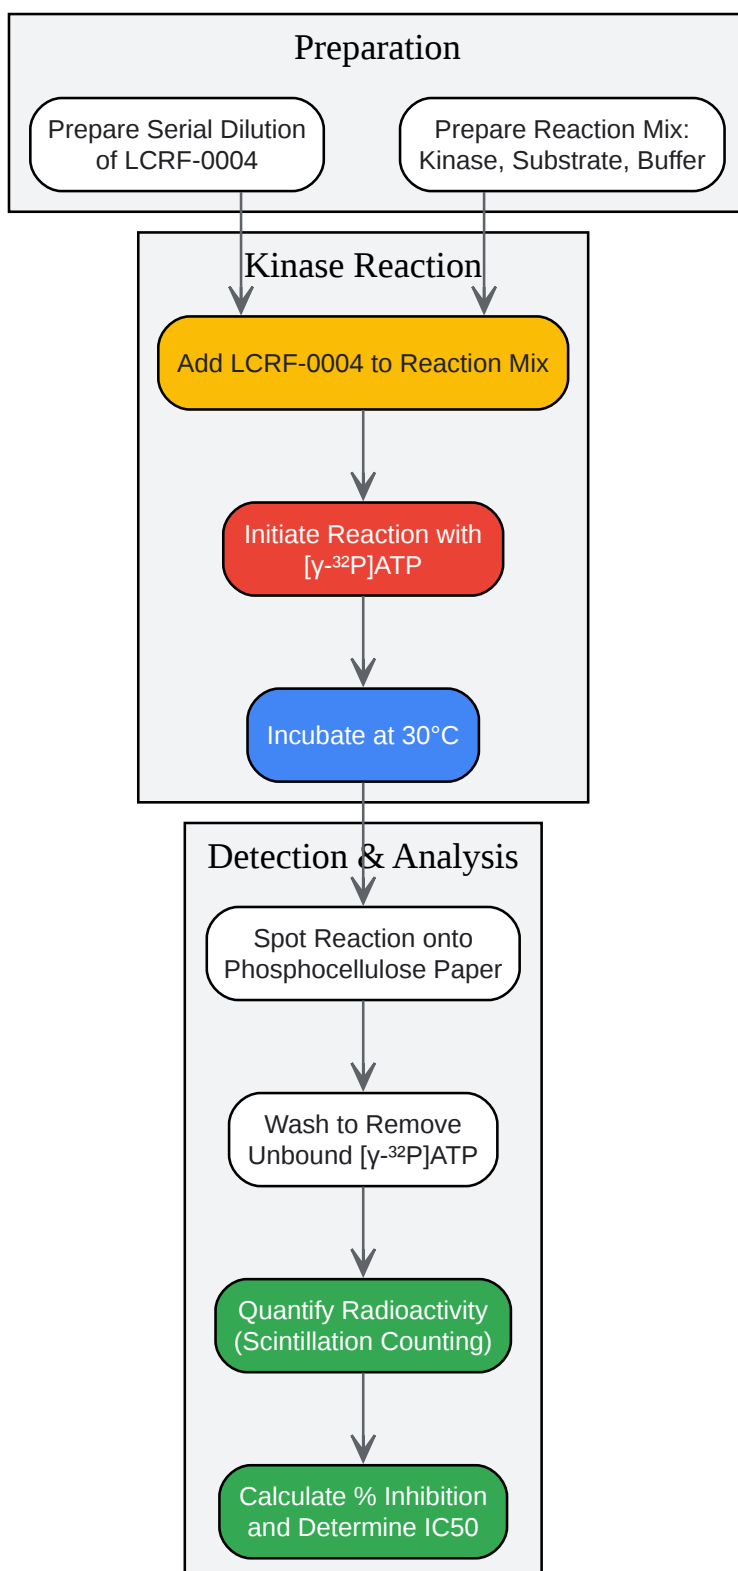 Preparation
Prepare Serial Dilution
of LCRF-0004
Prepare Reaction Mix:
Kinase, Substrate, Buffer
Kinase Reaction
Add LCRF-0004 to Reaction Mix
Initiate Reaction with
[γ-³²P]ATP
Incubate at 30°C
Detection & Analysis
Spot Reaction onto
Phosphocellulose Paper
Wash to Remove
Unbound [γ-³²P]ATP
Quantify Radioactivity
(Scintillation Counting)
Calculate % Inhibition
and Determine IC50